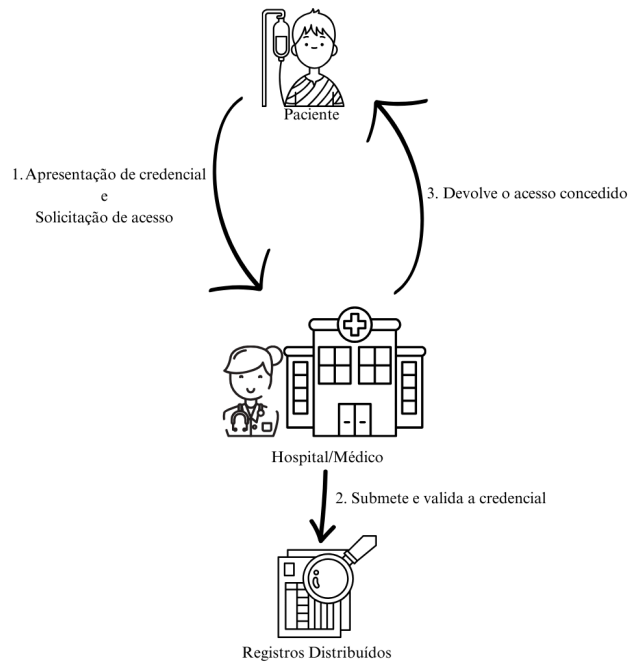 Paciente
1. Apresentação de credencial
e
Solicitação de acesso
3. Devolve o acesso concedido
Hospital/Médico
2. Submete e valida a credencial
Registros Distribuídos